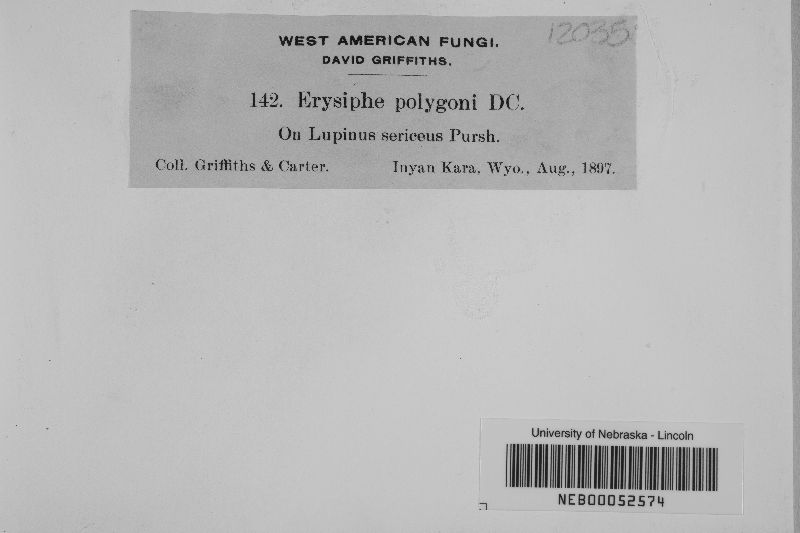 12035
WEST AMERICAN FUNGI.
DAVID GRIFFITHS.
142. Erysiphe polygoni DC.
On Lupinus sericeus Pursh.
Coll. Griffiths & Carter. Inyan Kara, Wyo., Aug., 1897.
University of Nebraska - Lincoln
NEB00052574